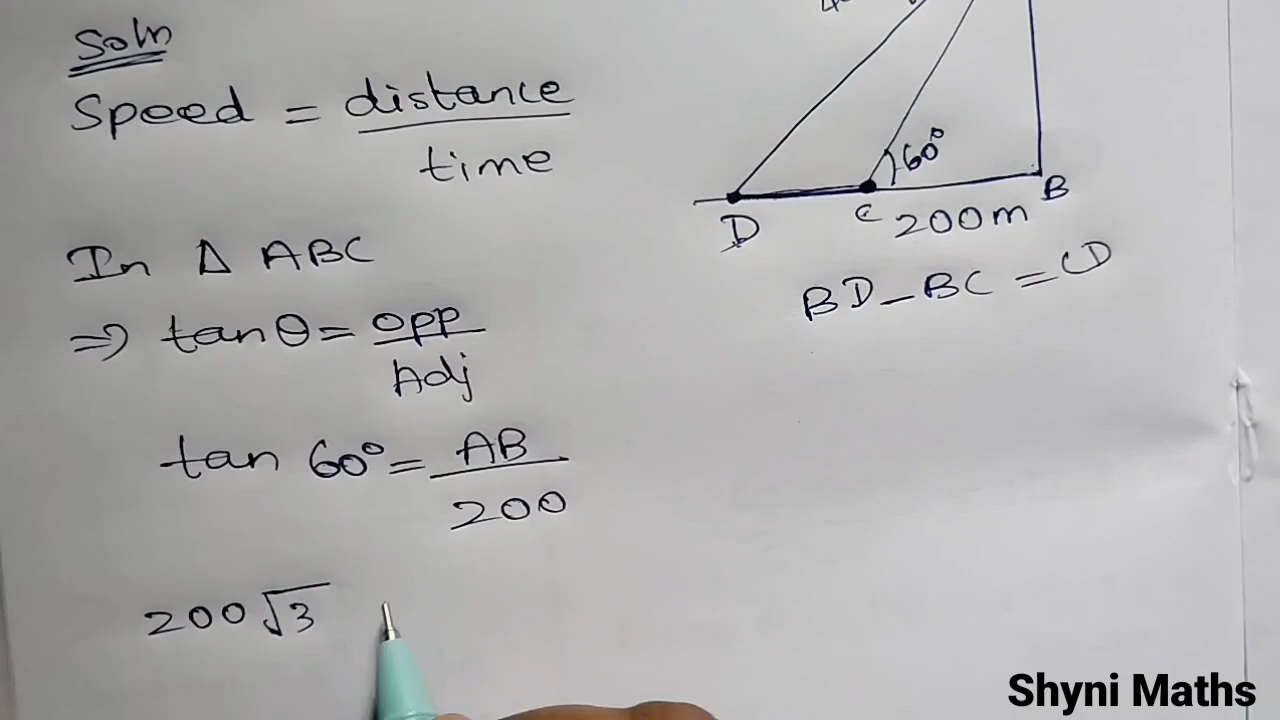 Soln
Speed = distance / time
In Δ ABC
⇒ tan θ = opp / Adj
tan 60° = AB / 200
200√3
60°
D
C
200m
B
BD - BC = CD
Shyni Maths